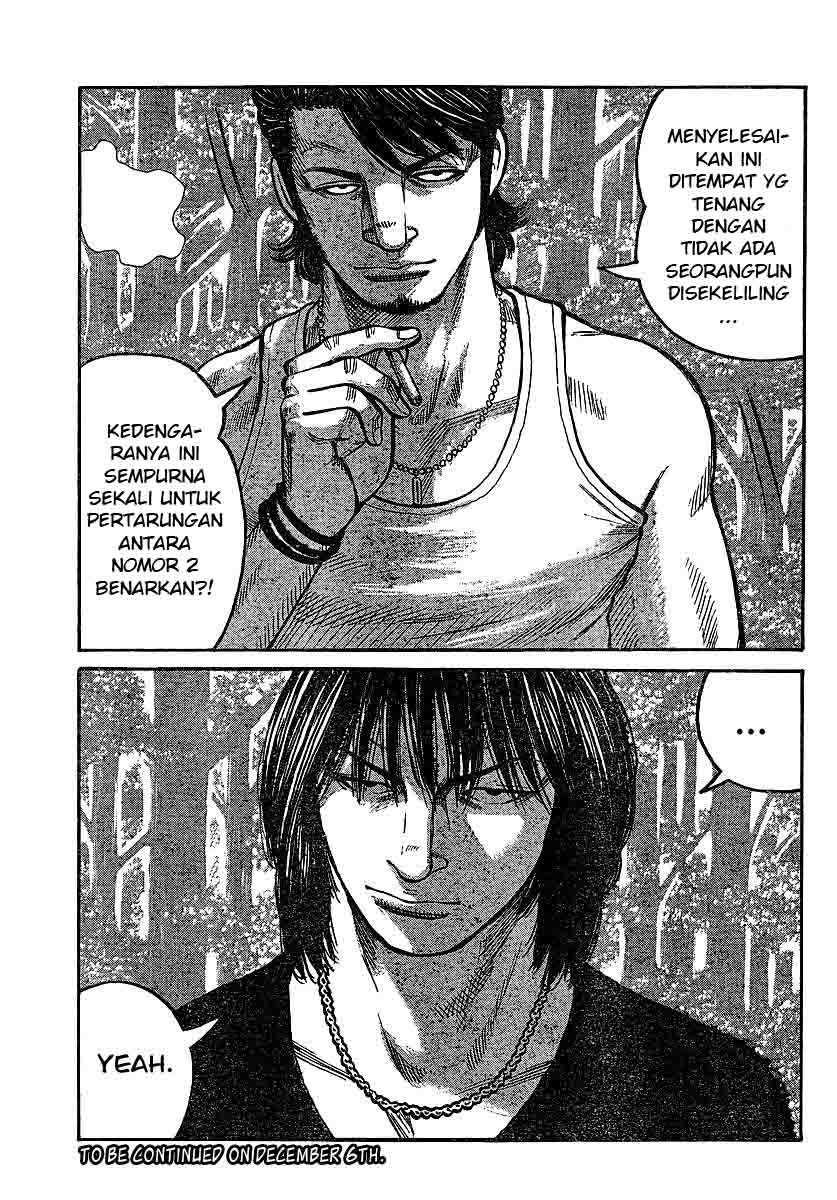 MENYELESAI-
KAN INI
DITEMPAT YG
TENANG
DENGAN
TIDAK ADA
SEORANGPUN
DISEKELILING
...
KEDENGA-
RANYA INI
SEMPURNA
SEKALI UNTUK
PERTARUNGAN
ANTARA
NOMOR 2
BENARKAN?!
...
YEAH.
TO BE CONTINUED ON DECEMBER 6TH.